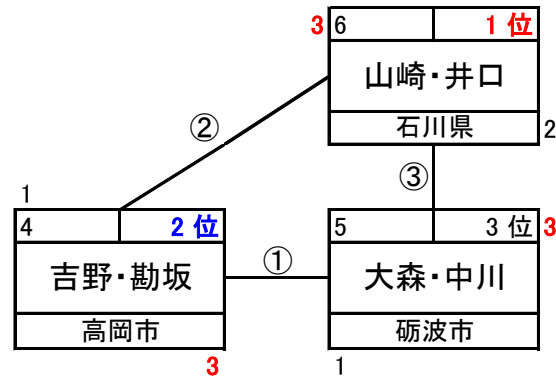 3 6 1 位
山崎・井口
石川県 2
②
③
1
4 2 位
5 3 位 3
吉野・勘坂
①
大森・中川
高岡市
砺波市
3
1